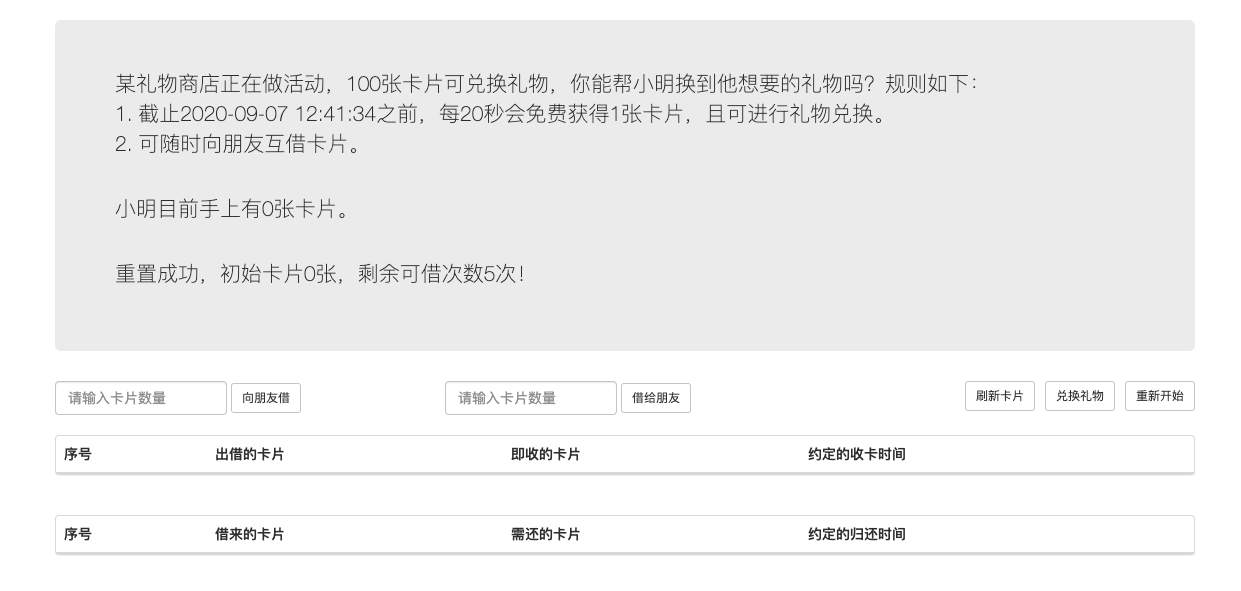 某礼物商店正在做活动，100张卡片可兑换礼物，你能帮小明换到他想要的礼物吗？规则如下：
1. 截止2020-09-07 12:41:34之前，每20秒会免费获得1张卡片，且可进行礼物兑换。
2. 可随时向朋友互借卡片。
小明目前手上有0张卡片。
重置成功，初始卡片0张，剩余可借次数5次！
请输入卡片数量 向朋友借 请输入卡片数量 借给朋友 刷新卡片 兑换礼物 重新开始
序号 出借的卡片 即收的卡片 约定的收卡时间
序号 借来的卡片 需还的卡片 约定的归还时间